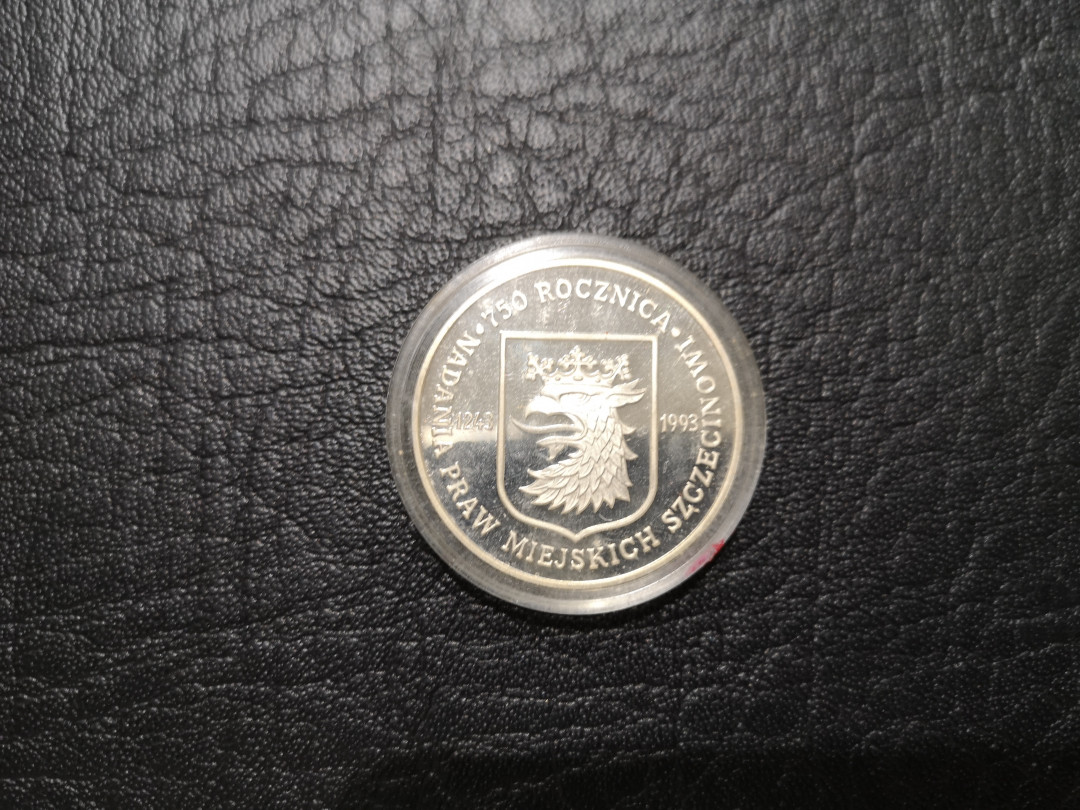 • 750 ROCZNICA •
NADANIA PRAW MIEJSKICH SZCZECINOWI
1243
1993